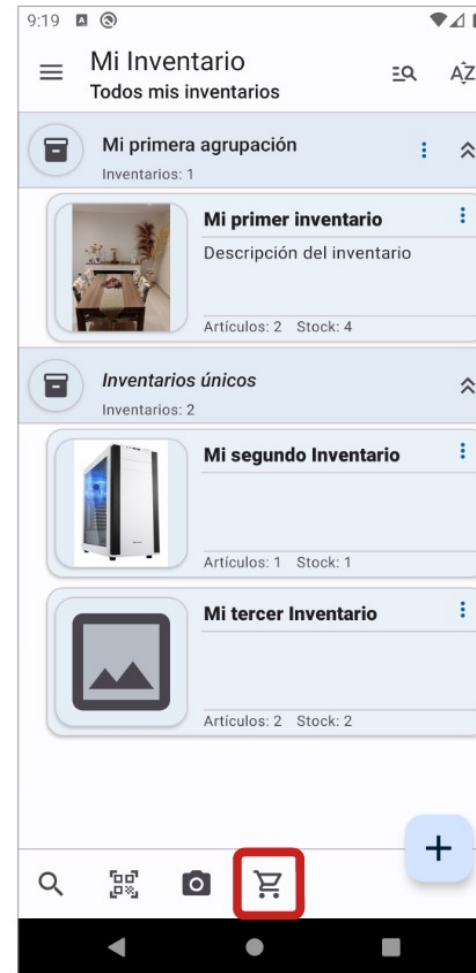 9:19
Mi Inventario
Todos mis inventarios
Mi primera agrupación
Inventarios: 1
Mi primer inventario
Descripción del inventario
Artículos: 2 Stock: 4
Inventarios únicos
Inventarios: 2
Mi segundo Inventario
Artículos: 1 Stock: 1
Mi tercer Inventario
Artículos: 2 Stock: 2